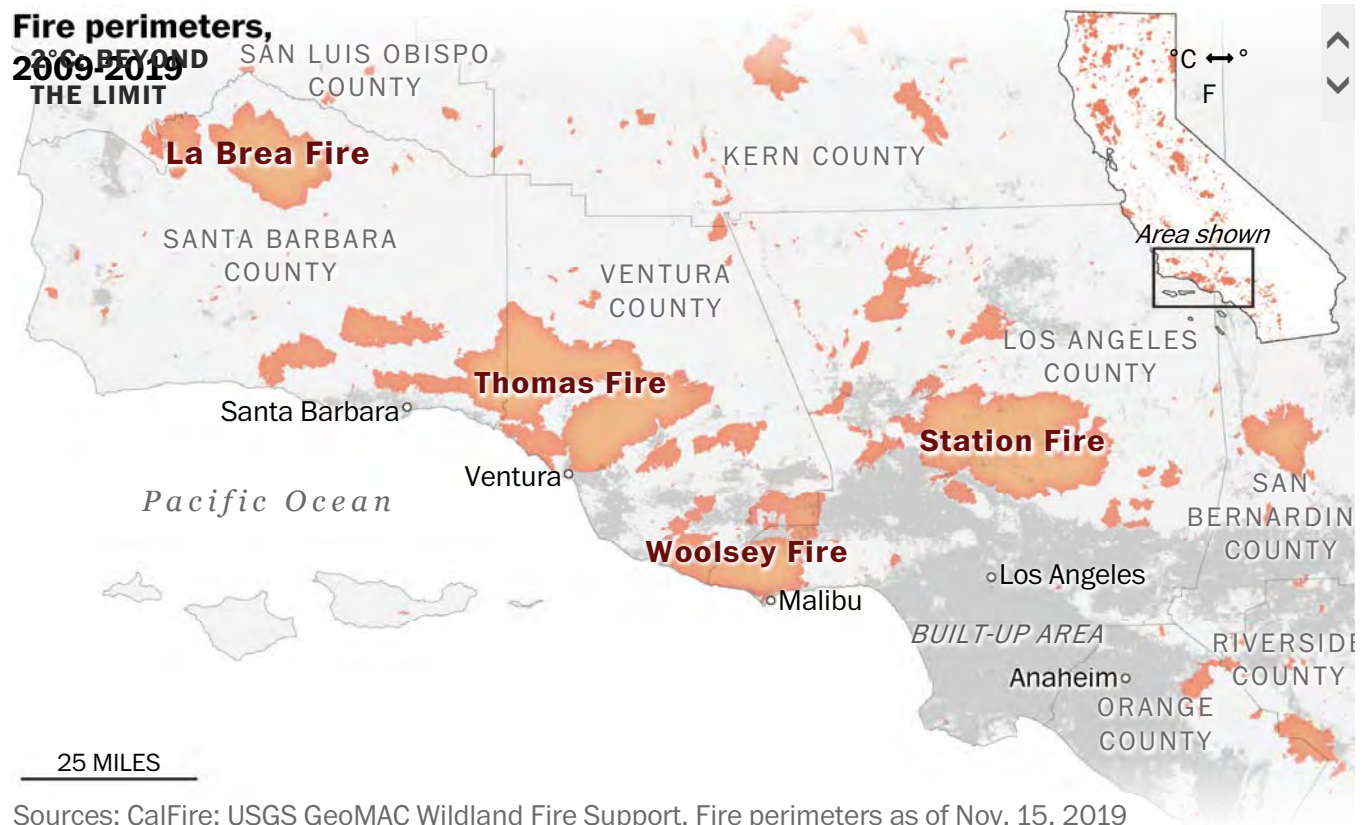 Fire perimeters,
2009-2019
2°C: BEYOND
THE LIMIT
SAN LUIS OBISPO
COUNTY
°C ↔ °
F
La Brea Fire
KERN COUNTY
SANTA BARBARA
COUNTY
Area shown
VENTURA
COUNTY
LOS ANGELES
COUNTY
Thomas Fire
Santa Barbara
Station Fire
Ventura
Pacific Ocean
SAN
BERNARDIN
COUNTY
Woolsey Fire
Los Angeles
Malibu
BUILT-UP AREA
RIVERSIDE
COUNTY
Anaheim
ORANGE
COUNTY
25 MILES
Sources: CalFire; USGS GeoMAC Wildland Fire Support. Fire perimeters as of Nov. 15, 2019